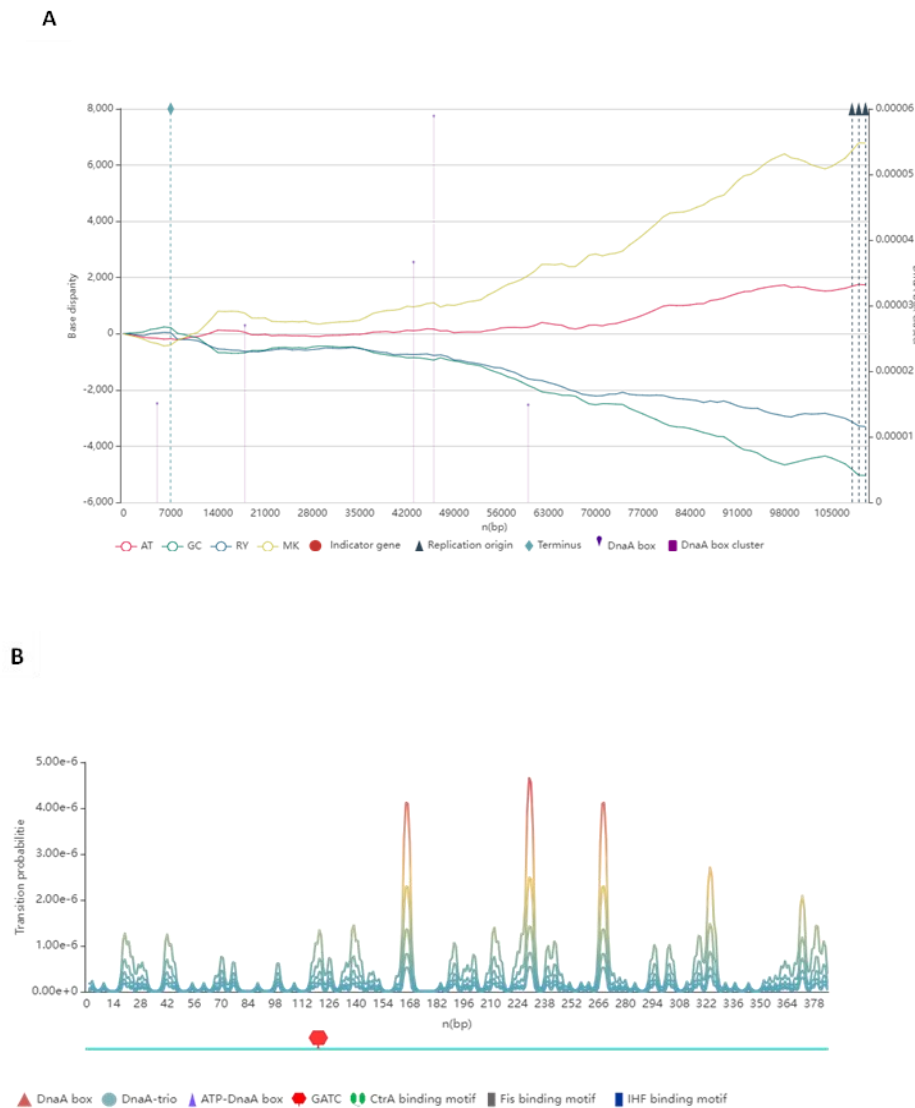 A
8,000
6,000
4,000
2,000
0
-2,000
-4,000
-6,000
Base disparity
0.00006
0.00005
0.00004
0.00003
0.00002
0.00001
0
0 7000 14000 21000 28000 35000 42000 49000 56000 63000 70000 77000 84000 91000 98000 105000
n(bp)
AT GC RY MK Indicator gene Replication origin Terminus DnaA box DnaA box cluster
B
5.00e-6
4.00e-6
3.00e-6
2.00e-6
1.00e-6
0.00e+0
Transition probabilitie
0 14 28 42 56 70 84 98 112 126 140 154 168 182 196 210 224 238 252 266 280 294 308 322 336 350 364 378
n(bp)
DnaA box DnaA-trio ATP-DnaA box GATC CtrA binding motif Fis binding motif IHF binding motif